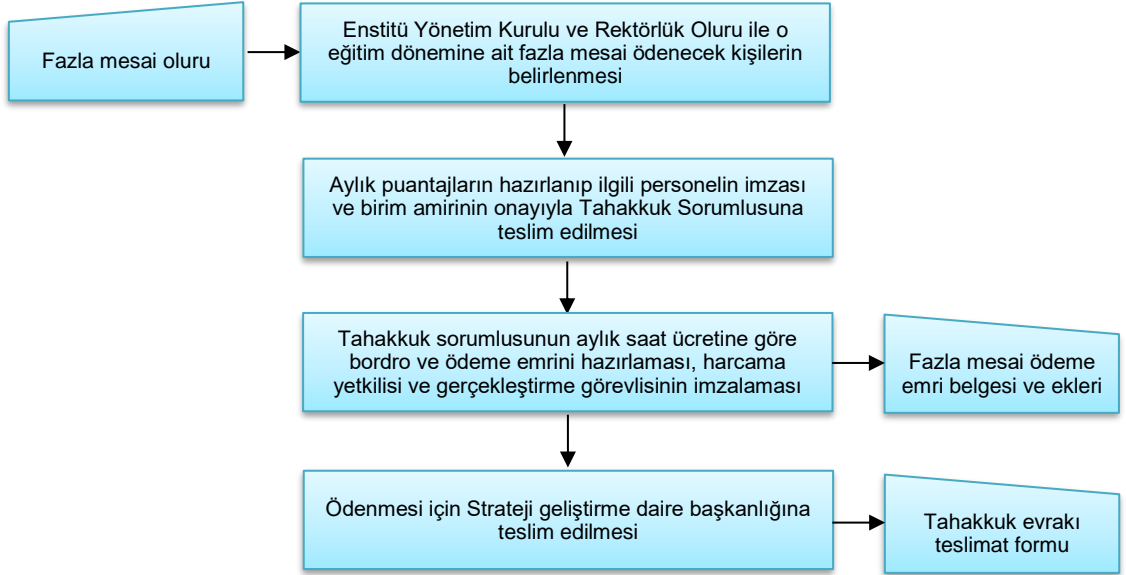 Fazla mesai oluru
Enstitü Yönetim Kurulu ve Rektörlük Oluru ile o
eğitim dönemine ait fazla mesai ödenecek kişilerin
belirlenmesi
Aylık puantajların hazırlanıp ilgili personelin imzası
ve birim amirinin onayıyla Tahakkuk Sorumlusuna
teslim edilmesi
Tahakkuk sorumlusunun aylık saat ücretine göre
bordro ve ödeme emrini hazırlaması, harcama
yetkilisi ve gerçekleştirme görevlisinin imzalaması
Fazla mesai ödeme
emri belgesi ve ekleri
Ödenmesi için Strateji geliştirme daire başkanlığına
teslim edilmesi
Tahakkuk evrakı
teslimat formu